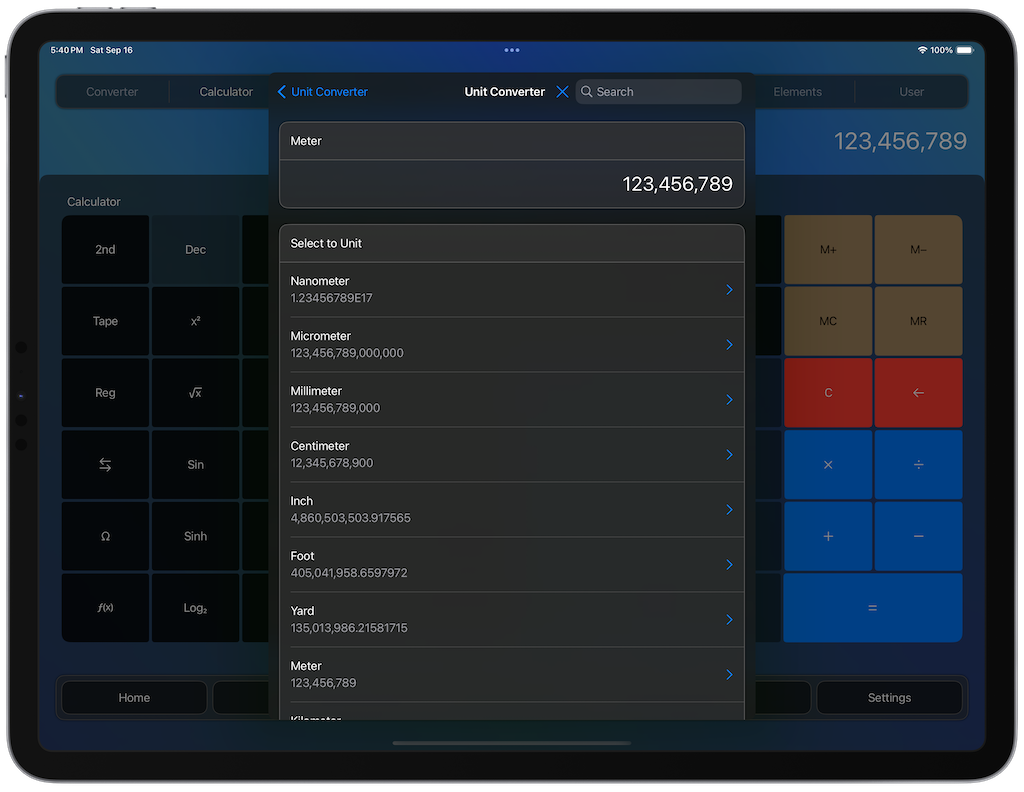 5:40 PM Sat Sep 16
100%
Converter
Calculator
Unit Converter
Unit Converter
Search
Elements
User
Meter
123,456,789
123,456,789
Calculator
Select to Unit
2nd
Dec
M+
M−
Nanometer
1.23456789E17
Tape
x²
MC
MR
Micrometer
123,456,789,000,000
Reg
√x
C
←
Millimeter
123,456,789,000
⇆
Sin
×
÷
Centimeter
12,345,678,900
Inch
4,860,503,503.917565
Ω
Sinh
+
−
Foot
405,041,958.6597972
f(x)
Log₂
=
Yard
135,013,986.21581715
Meter
123,456,789
Home
Settings
Kilometer